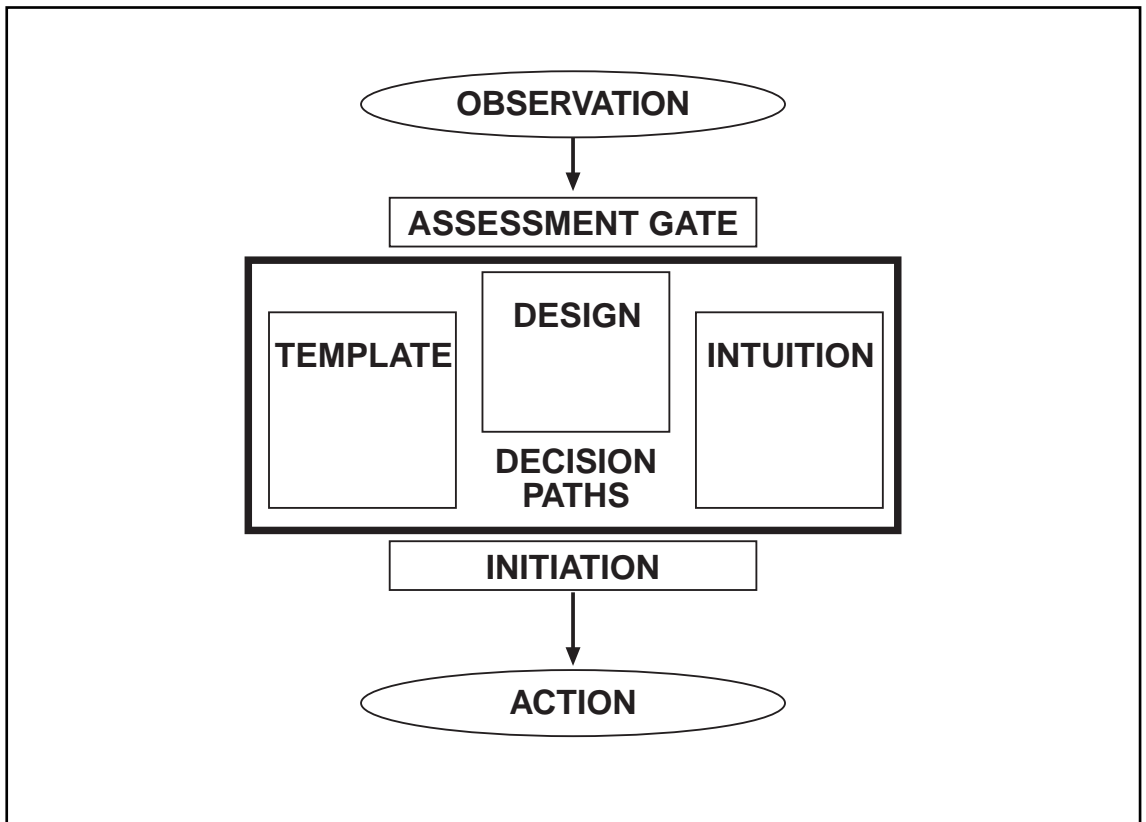 OBSERVATION
ASSESSMENT GATE
DESIGN
TEMPLATE
INTUITION
DECISION
PATHS
INITIATION
ACTION